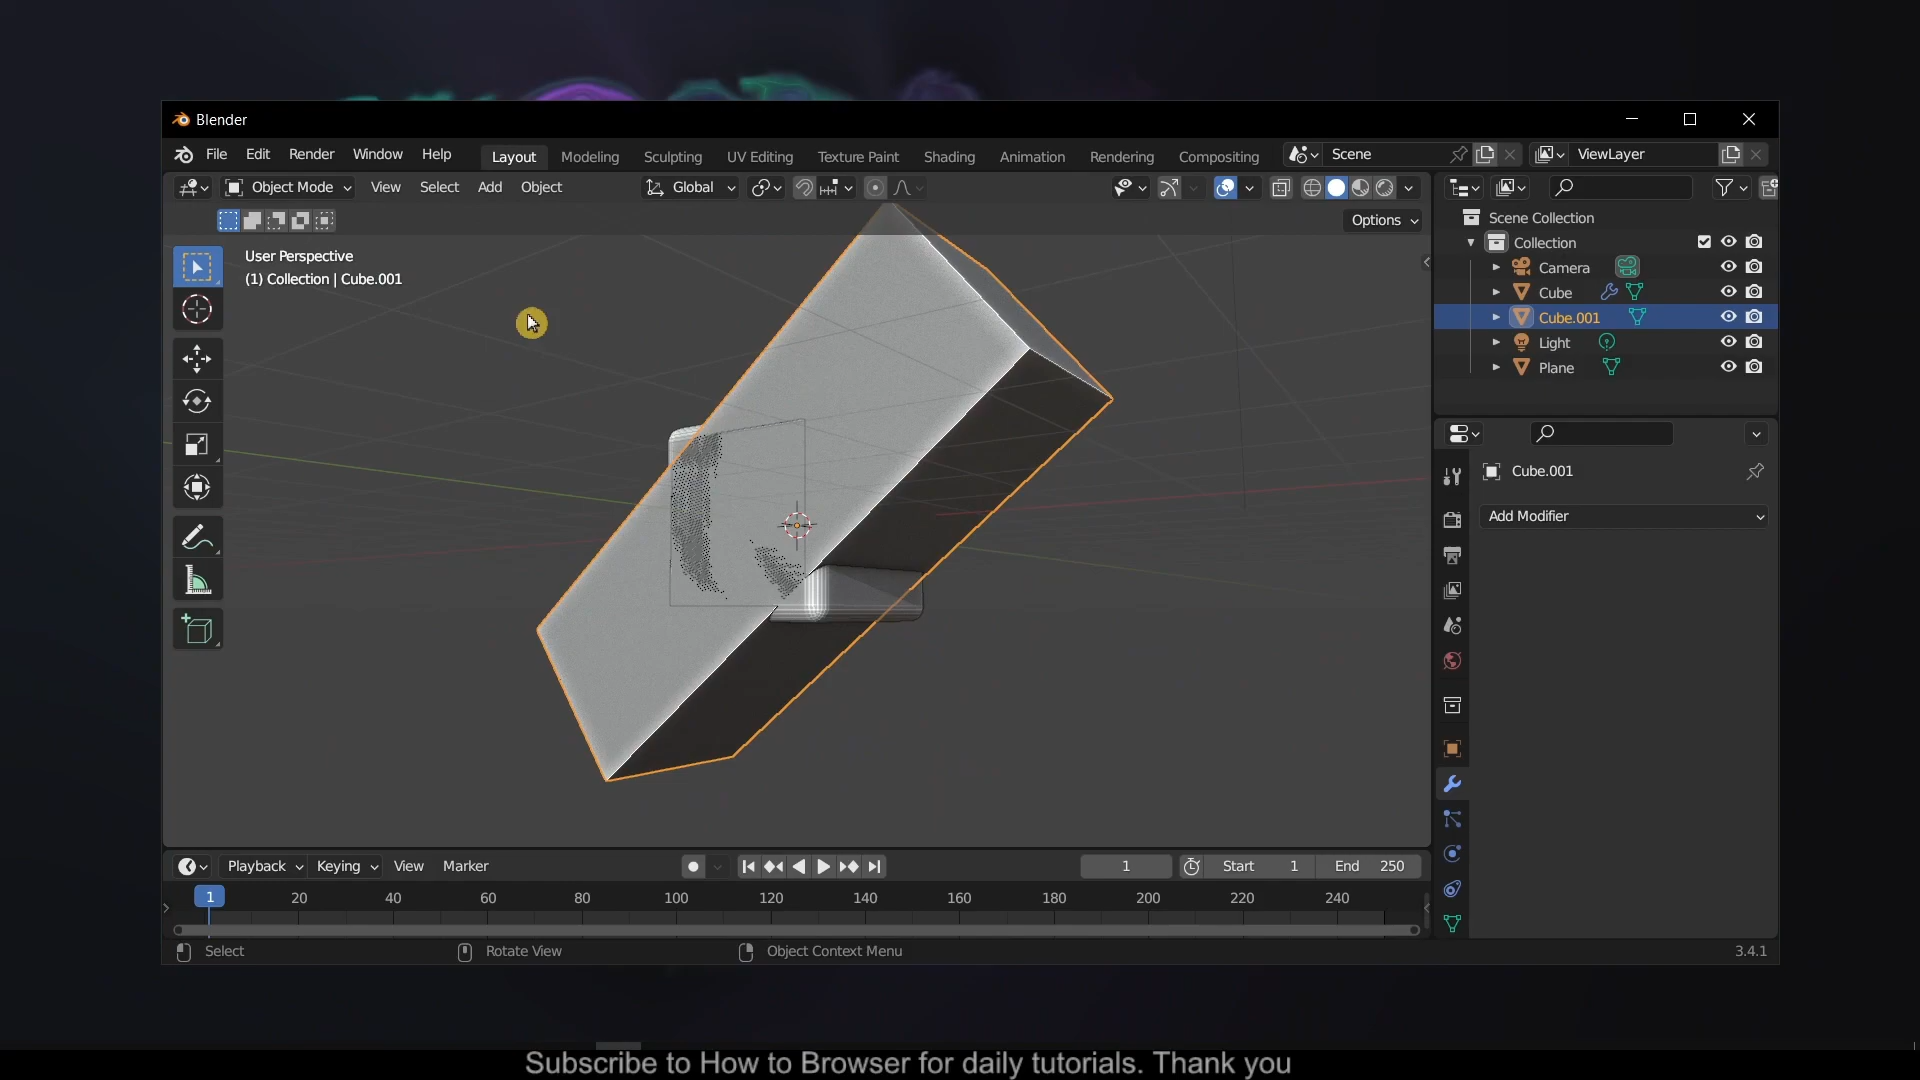 Blender
File Edit Render Window Help Layout Modeling Sculpting UV Editing Texture Paint Shading Animation Rendering Compositing Scene ViewLayer
Object Mode View Select Add Object Global
Options
User Perspective
(1) Collection | Cube.001
Scene Collection
Collection
Camera
Cube
Cube.001
Light
Plane
Cube.001
Add Modifier
Playback Keying View Marker 1 Start 1 End 250
1 20 40 60 80 100 120 140 160 180 200 220 240
Select Rotate View Object Context Menu 3.4.1
Subscribe to How to Browser for daily tutorials. Thank you